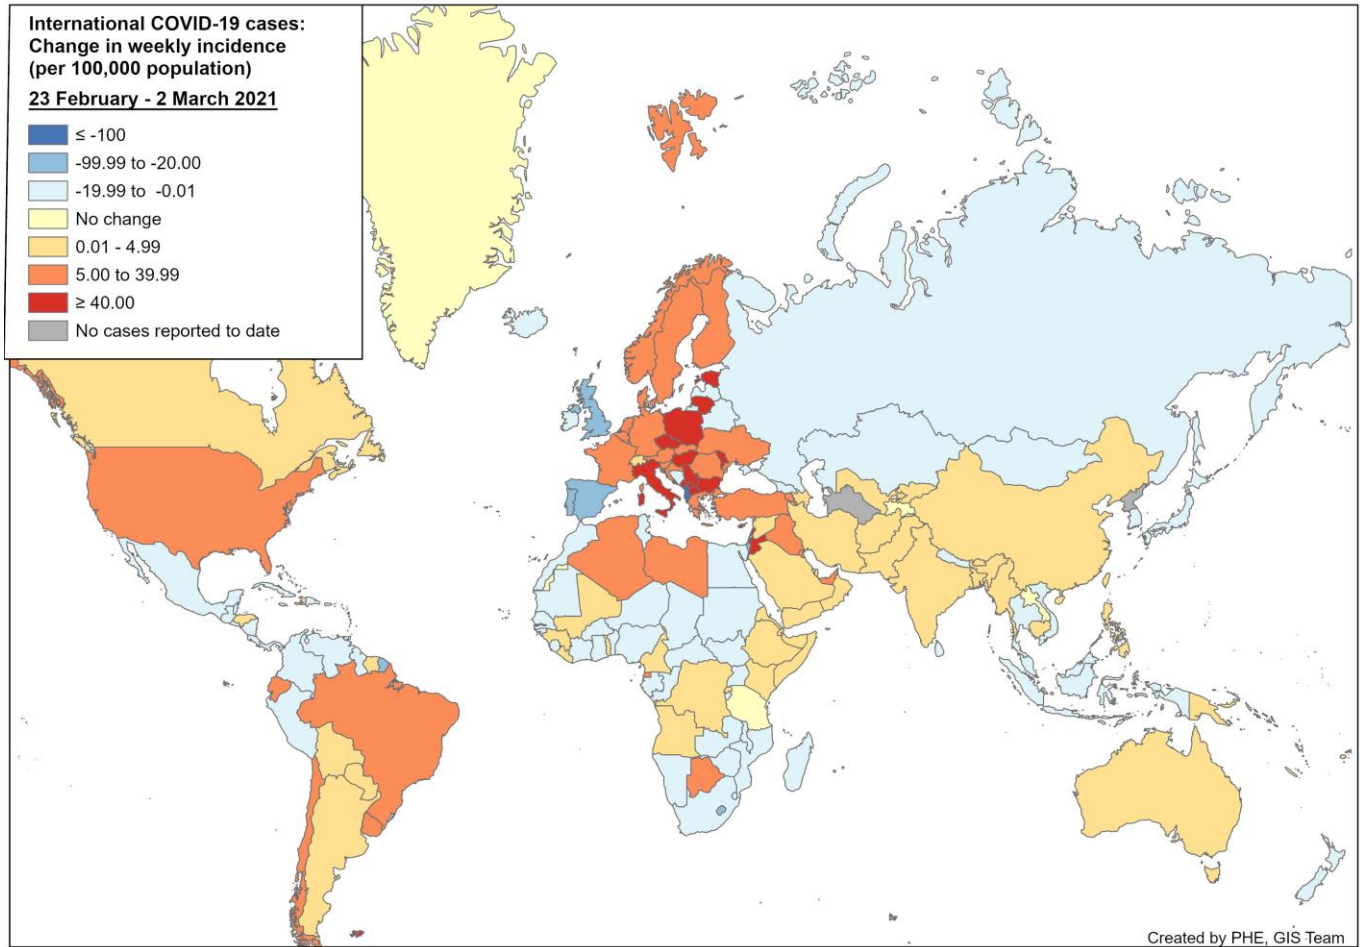 International COVID-19 cases:
Change in weekly incidence
(per 100,000 population)
23 February - 2 March 2021
≤ -100
-99.99 to -20.00
-19.99 to -0.01
No change
0.01 - 4.99
5.00 to 39.99
≥ 40.00
No cases reported to date
Created by PHE, GIS Team